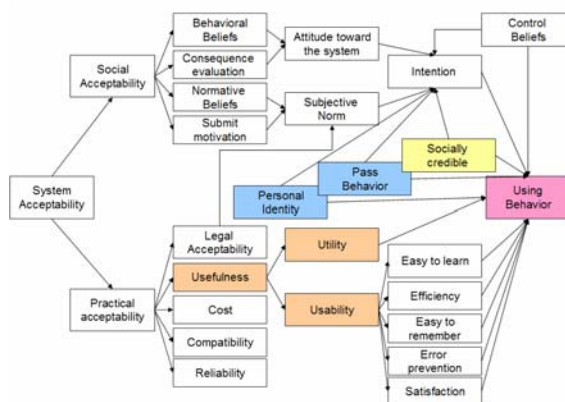 Behavioral
Beliefs
Control
Beliefs
Attitude toward
the system
Social
Acceptability
Consequence
evaluation
Intention
Normative
Beliefs
Subjective
Norm
Submit
motivation
Socially
credible
Pass
Behavior
System
Acceptability
Personal
Identity
Using
Behavior
Legal
Acceptability
Utility
Easy to learn
Usefulness
Practical
acceptability
Cost
Usability
Efficiency
Easy to
remember
Compatibility
Error
prevention
Reliability
Satisfaction